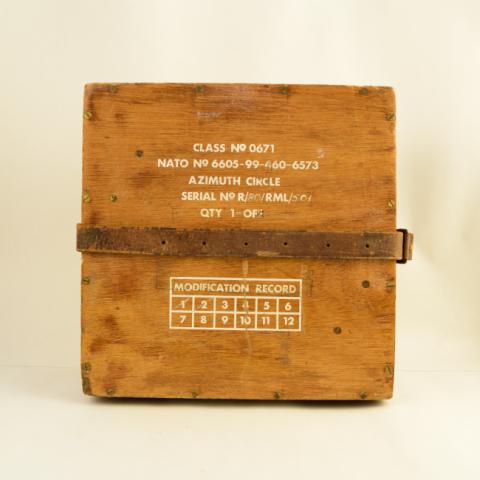 CLASS Nº 0671
NATO Nº 6605-99-460-6573
AZIMUTH CIRCLE
SERIAL Nº R/80/RML/501
QTY 1-OFF
MODIFICATION RECORD
1 2 3 4 5 6
7 8 9 10 11 12